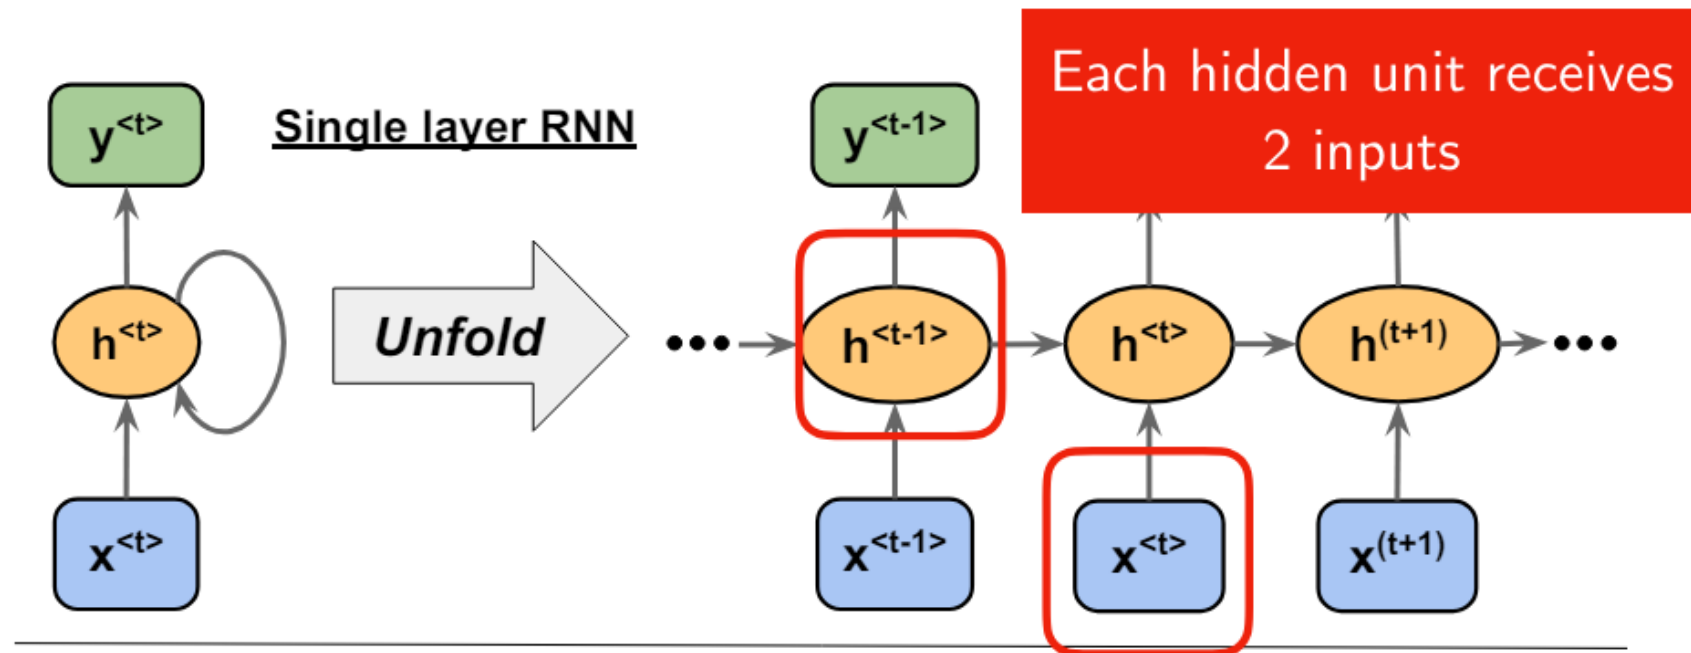 Each hidden unit receives
2 inputs
Single layer RNN
y<t>
y<t-1>
h<t>
Unfold
•••
h<t-1>
h<t>
h(t+1)
•••
x<t>
x<t-1>
x<t>
x(t+1)